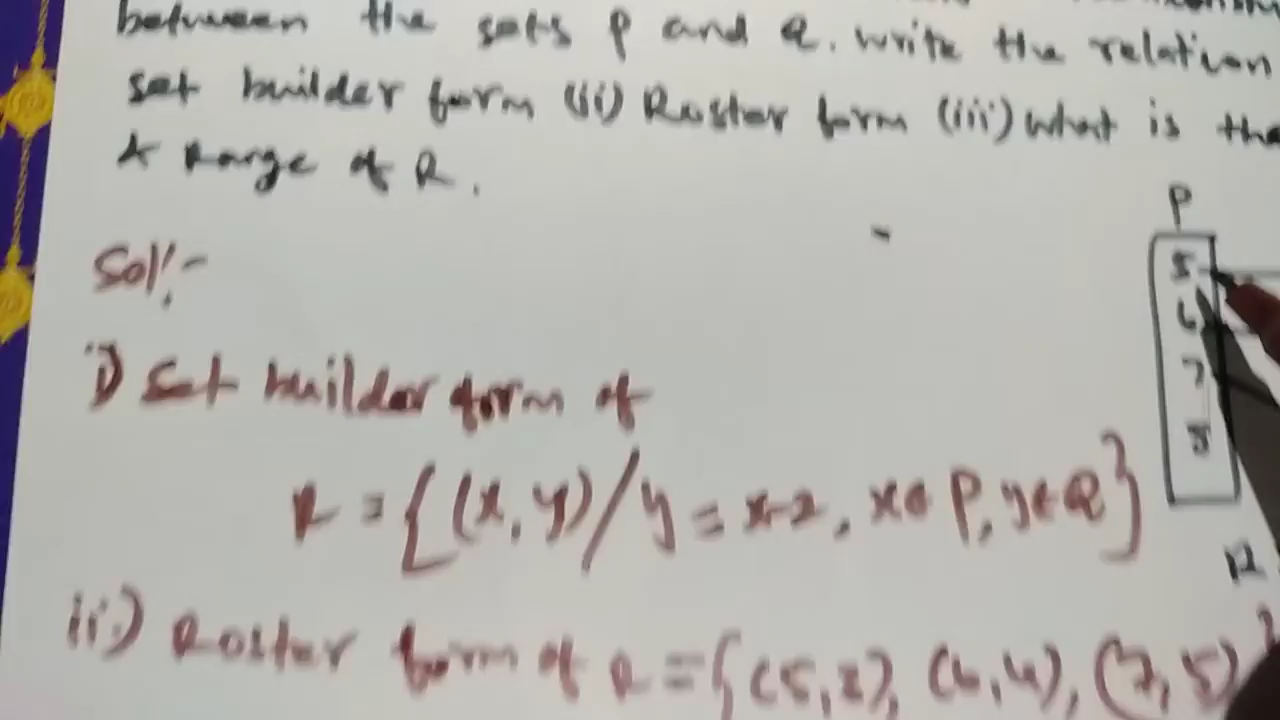 between the sets P and Q. write the relation
set builder form (ii) Roster form (iii) what is the
& Range of R.
P
Sol:-
5
6
7
i) Set builder form of
R = {(x, y) / y = x-2, x ∈ P, y ∈ Q}
R
ii) Roster form of R = {(5,3), (6,4), (7,5)}